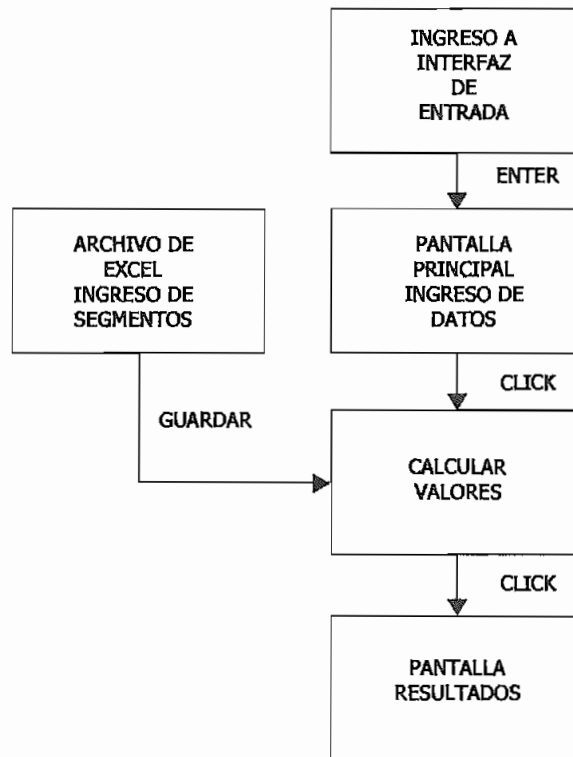 INGRESO A
INTERFAZ
DE
ENTRADA
ENTER
ARCHIVO DE
EXCEL
INGRESO DE
SEGMENTOS
PANTALLA
PRINCIPAL
INGRESO DE
DATOS
CLICK
GUARDAR
CALCULAR
VALORES
CLICK
PANTALLA
RESULTADOS